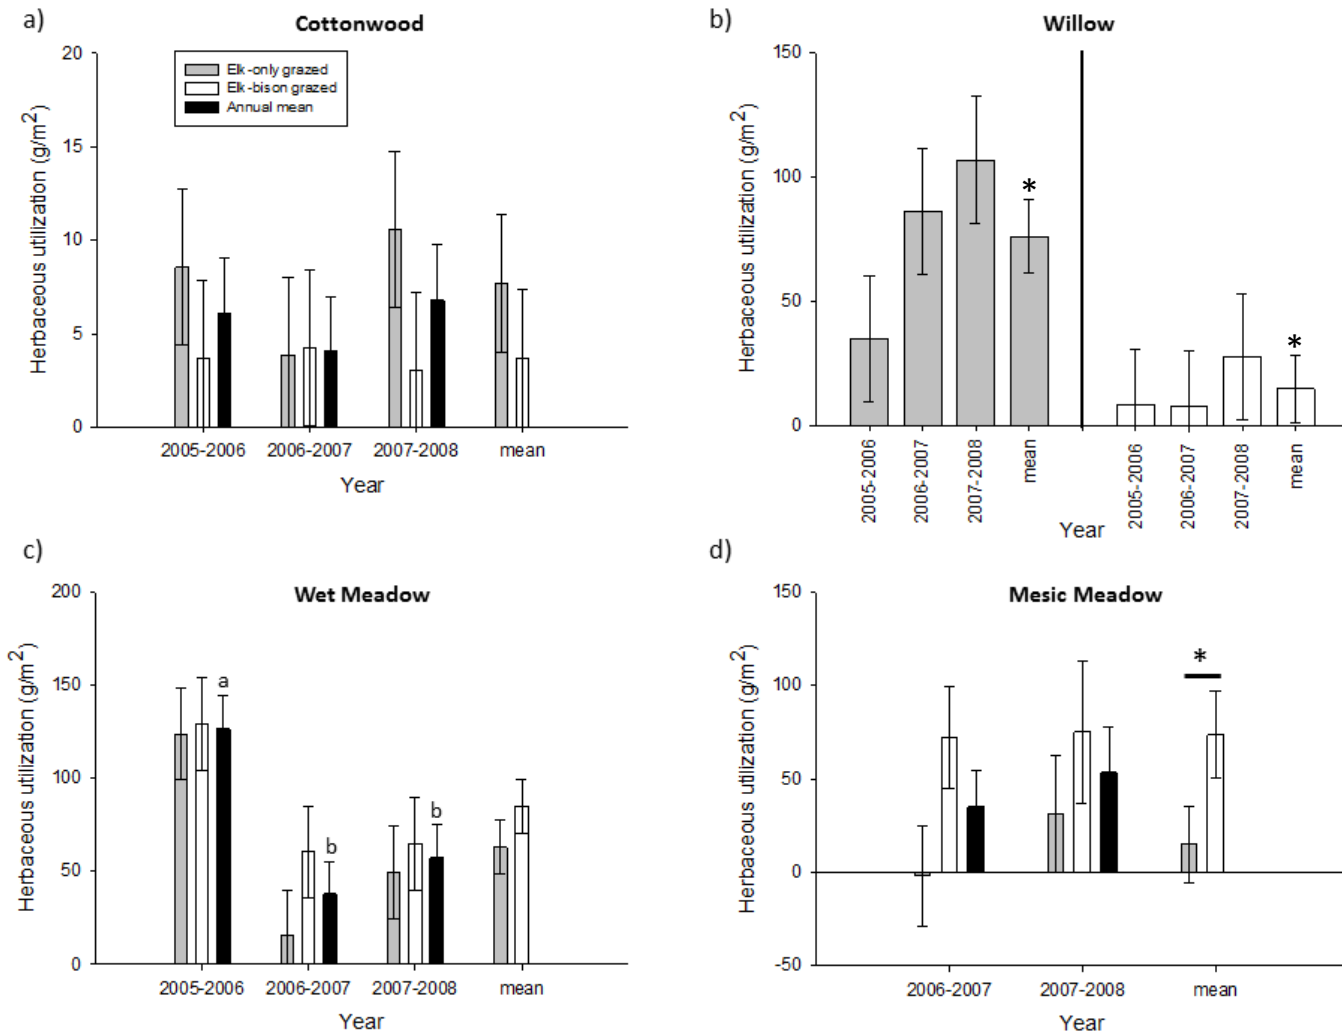 a)
Cottonwood
Herbaceous utilization (g/m²)
20
15
10
5
0
Elk-only grazed
Elk-bison grazed
Annual mean
2005-2006 2006-2007 2007-2008 mean
Year
b)
Willow
Herbaceous utilization (g/m²)
150
100
50
0
*
*
2005-2006
2006-2007
2007-2008
mean
2005-2006
2006-2007
2007-2008
mean
Year
c)
Wet Meadow
Herbaceous utilization (g/m²)
200
150
100
50
0
a
b
b
2005-2006 2006-2007 2007-2008 mean
Year
d)
Mesic Meadow
Herbaceous utilization (g/m²)
150
100
50
0
-50
*
2006-2007 2007-2008 mean
Year